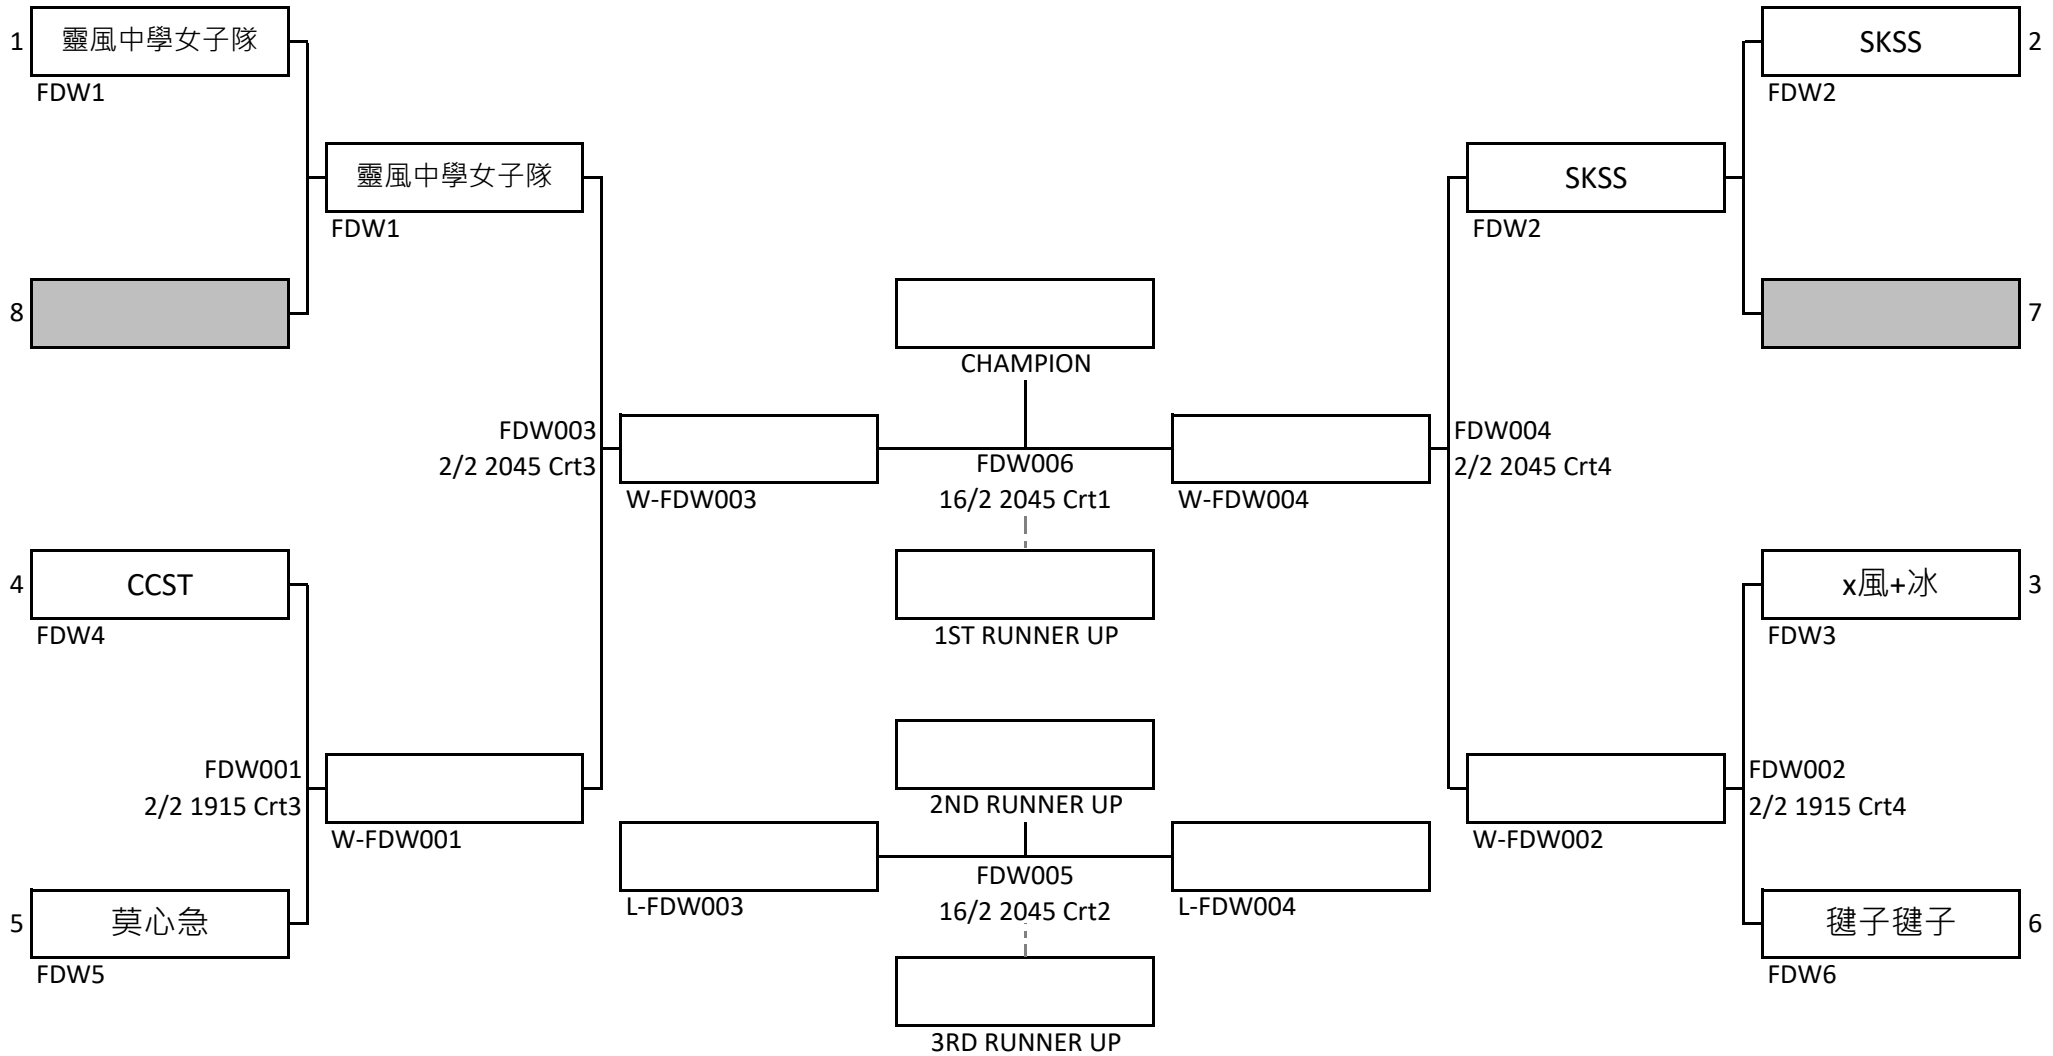 1 靈風中學女子隊
FDW1
靈風中學女子隊
FDW1
8
FDW003
2/2 2045 Crt3
W-FDW003
4 CCST
FDW4
FDW001
2/2 1915 Crt3
W-FDW001
5 莫心急
FDW5
CHAMPION
FDW006
16/2 2045 Crt1
1ST RUNNER UP
2ND RUNNER UP
L-FDW003
FDW005
16/2 2045 Crt2
L-FDW004
3RD RUNNER UP
SKSS 2
FDW2
SKSS
FDW2
7
W-FDW004
FDW004
2/2 2045 Crt4
x風+冰 3
FDW3
FDW002
2/2 1915 Crt4
W-FDW002
毽子毽子 6
FDW6